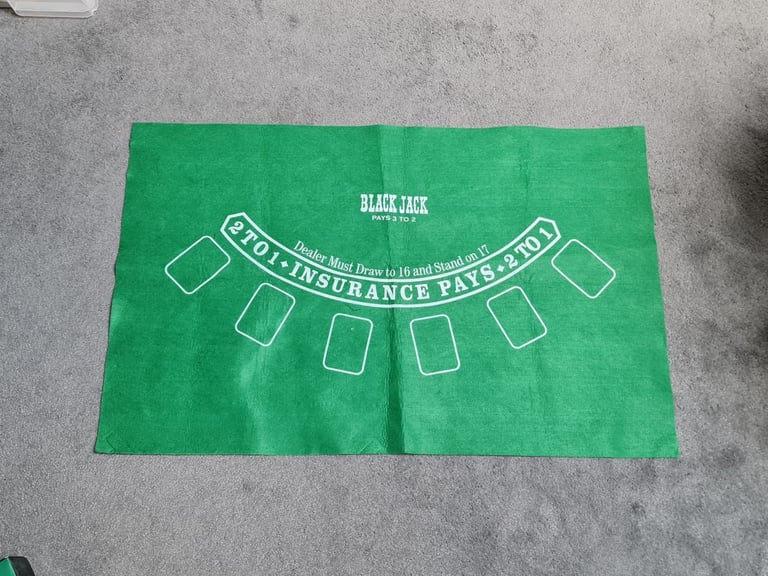 BLACK JACK
PAYS 3 TO 2
Dealer Must Draw to 16 and Stand on 17
2 TO 1 ♦ INSURANCE PAYS ♦ 2 TO 1